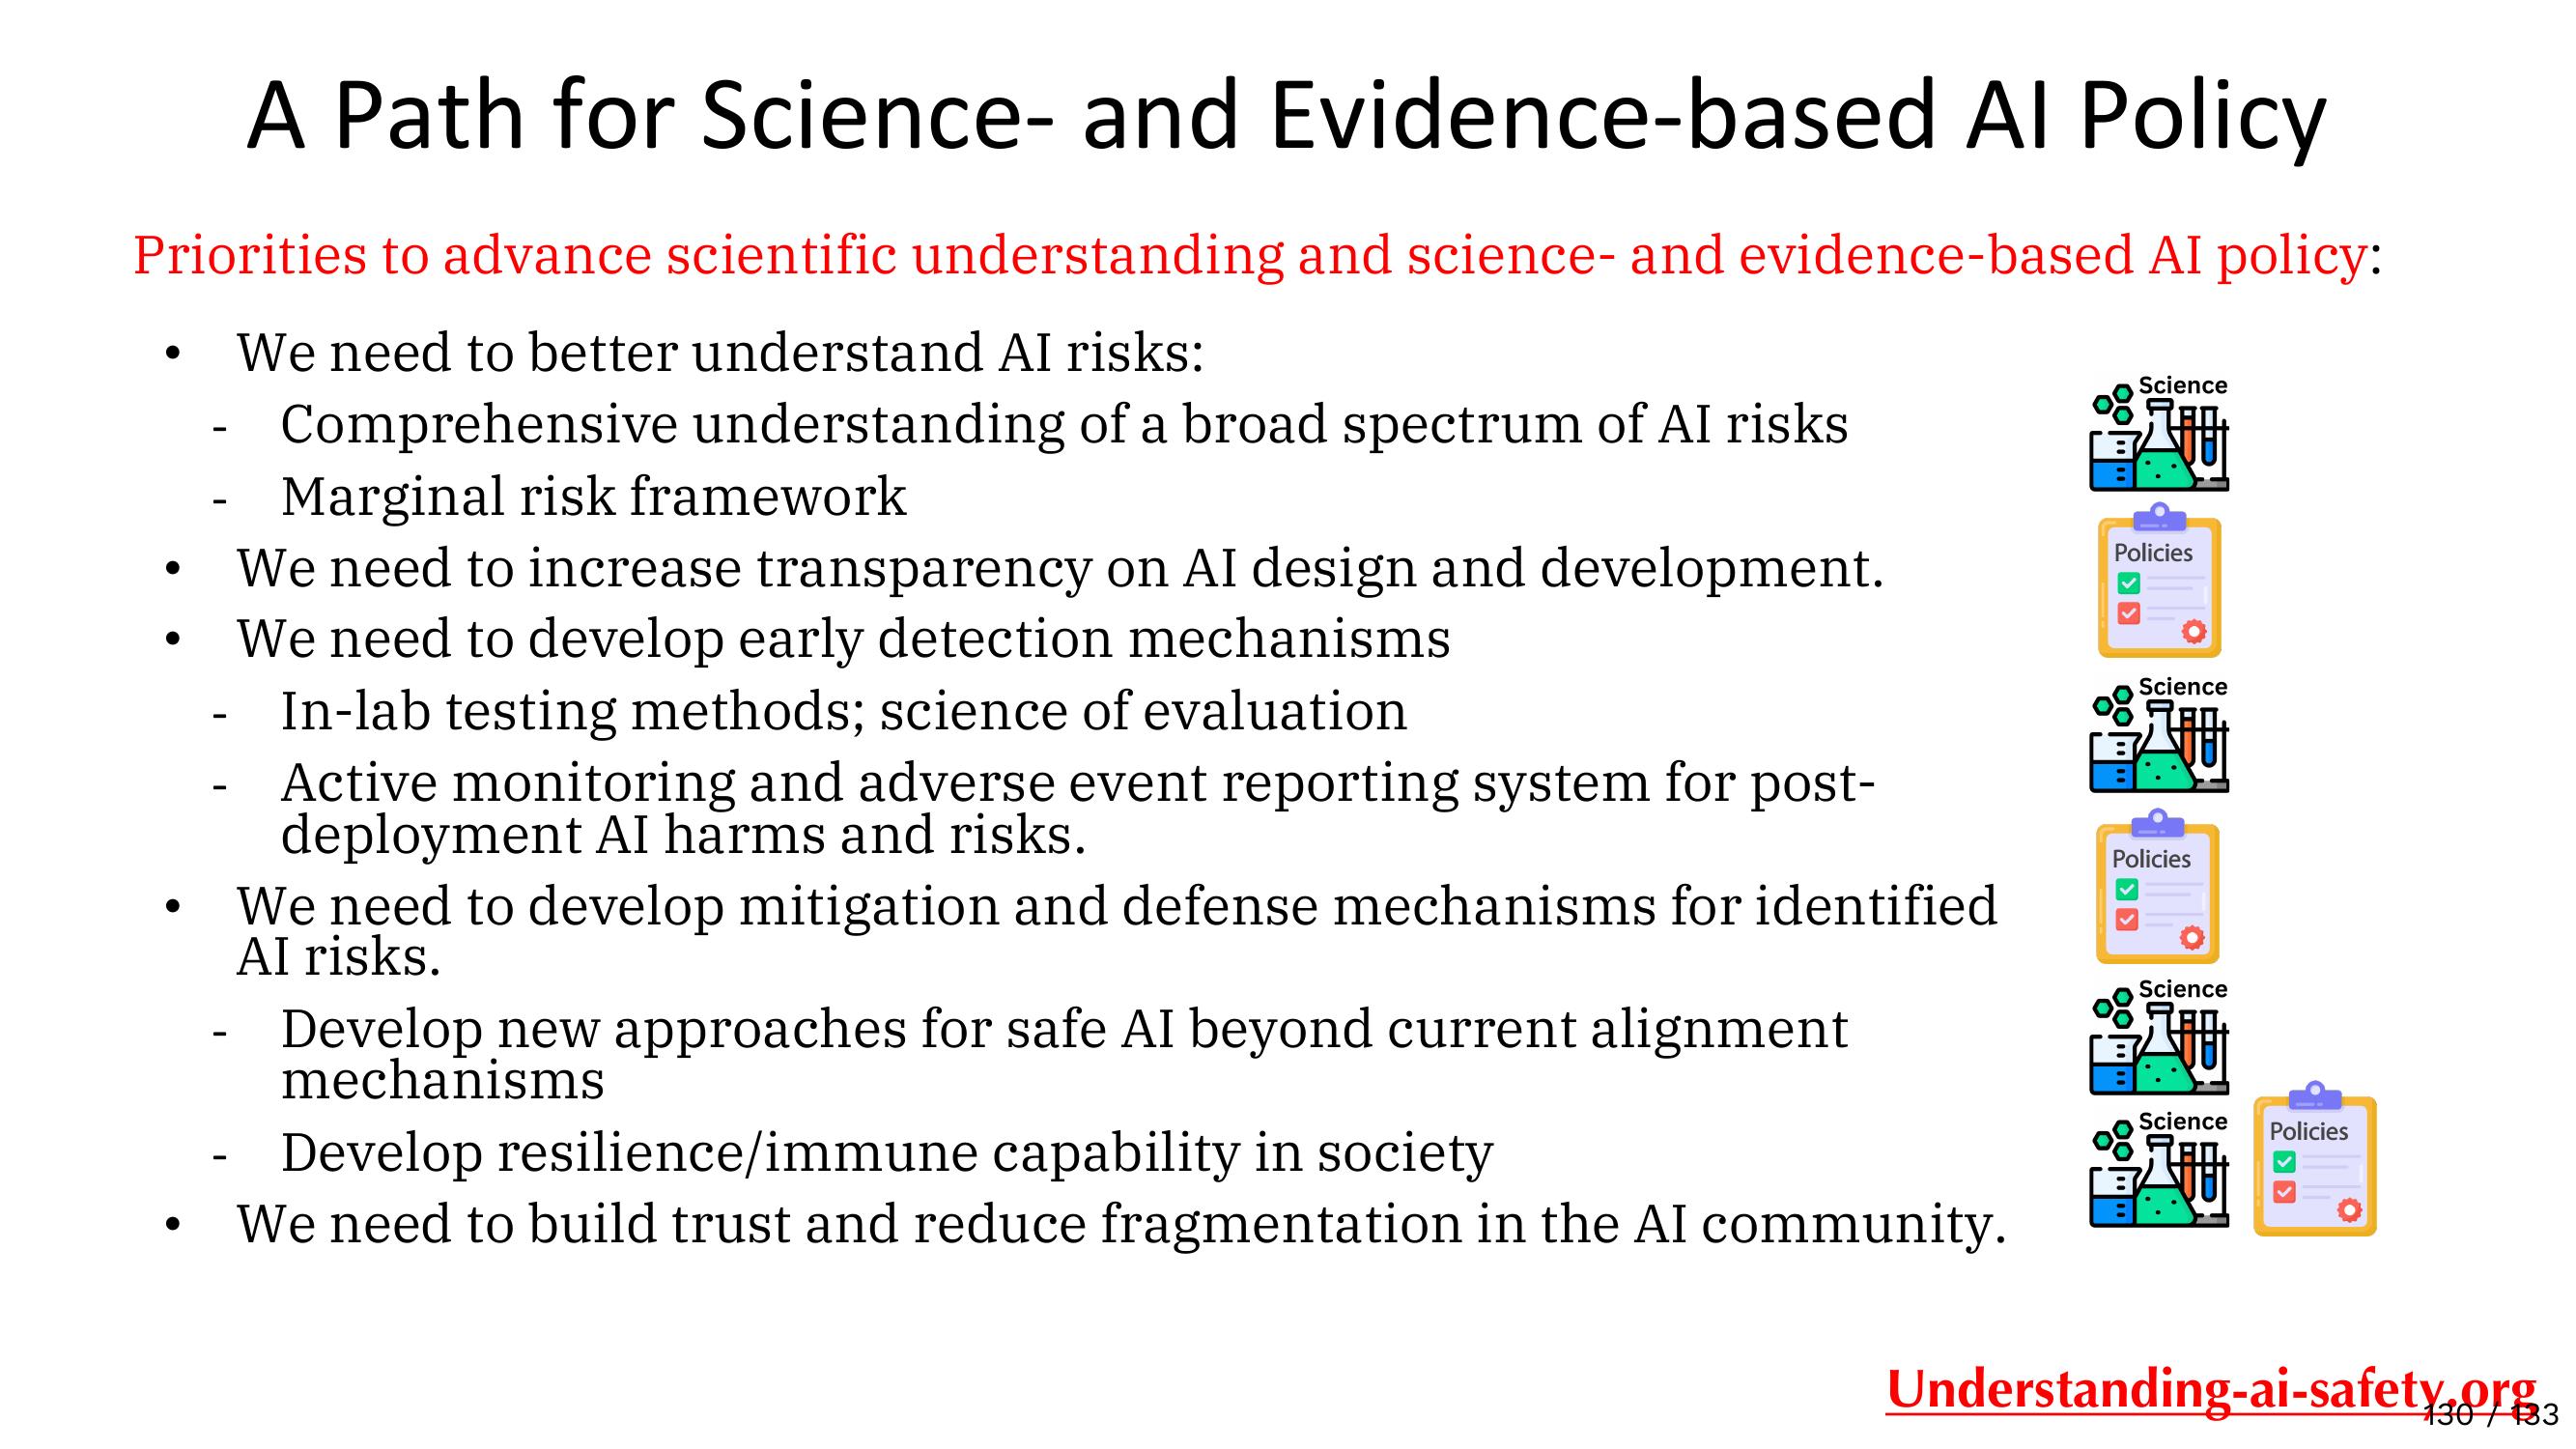 A Path for Science- and Evidence-based AI Policy
Priorities to advance scientific understanding and science- and evidence-based AI policy:
• We need to better understand AI risks:
- Comprehensive understanding of a broad spectrum of AI risks
Science
- Marginal risk framework
• We need to increase transparency on AI design and development.
Policies
• We need to develop early detection mechanisms
- In-lab testing methods; science of evaluation
Science
- Active monitoring and adverse event reporting system for post-
deployment AI harms and risks.
Policies
• We need to develop mitigation and defense mechanisms for identified
AI risks.
- Develop new approaches for safe AI beyond current alignment
mechanisms
Science
- Develop resilience/immune capability in society
Science
Policies
• We need to build trust and reduce fragmentation in the AI community.
Understanding-ai-safety.org
130 / 133